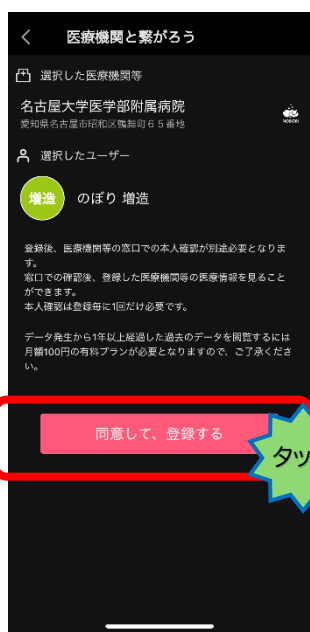 医療機関と繋がろう
選択した医療機関等
名古屋大学医学部附属病院
愛知県名古屋市昭和区鶴舞町６５番地
NOBORI
選択したユーザー
増造 のぼり 増造
登録後、医療機関等の窓口での本人確認が別途必要となりま
す。
窓口での確認後、登録した医療機関等の医療情報を見ること
ができます。
本人確認は登録毎に1回だけ必要です。
データ発生から1年以上経過した過去のデータを閲覧するには
月額100円の有料プランが必要となりますので、ご了承くださ
い。
同意して、登録する
タッ